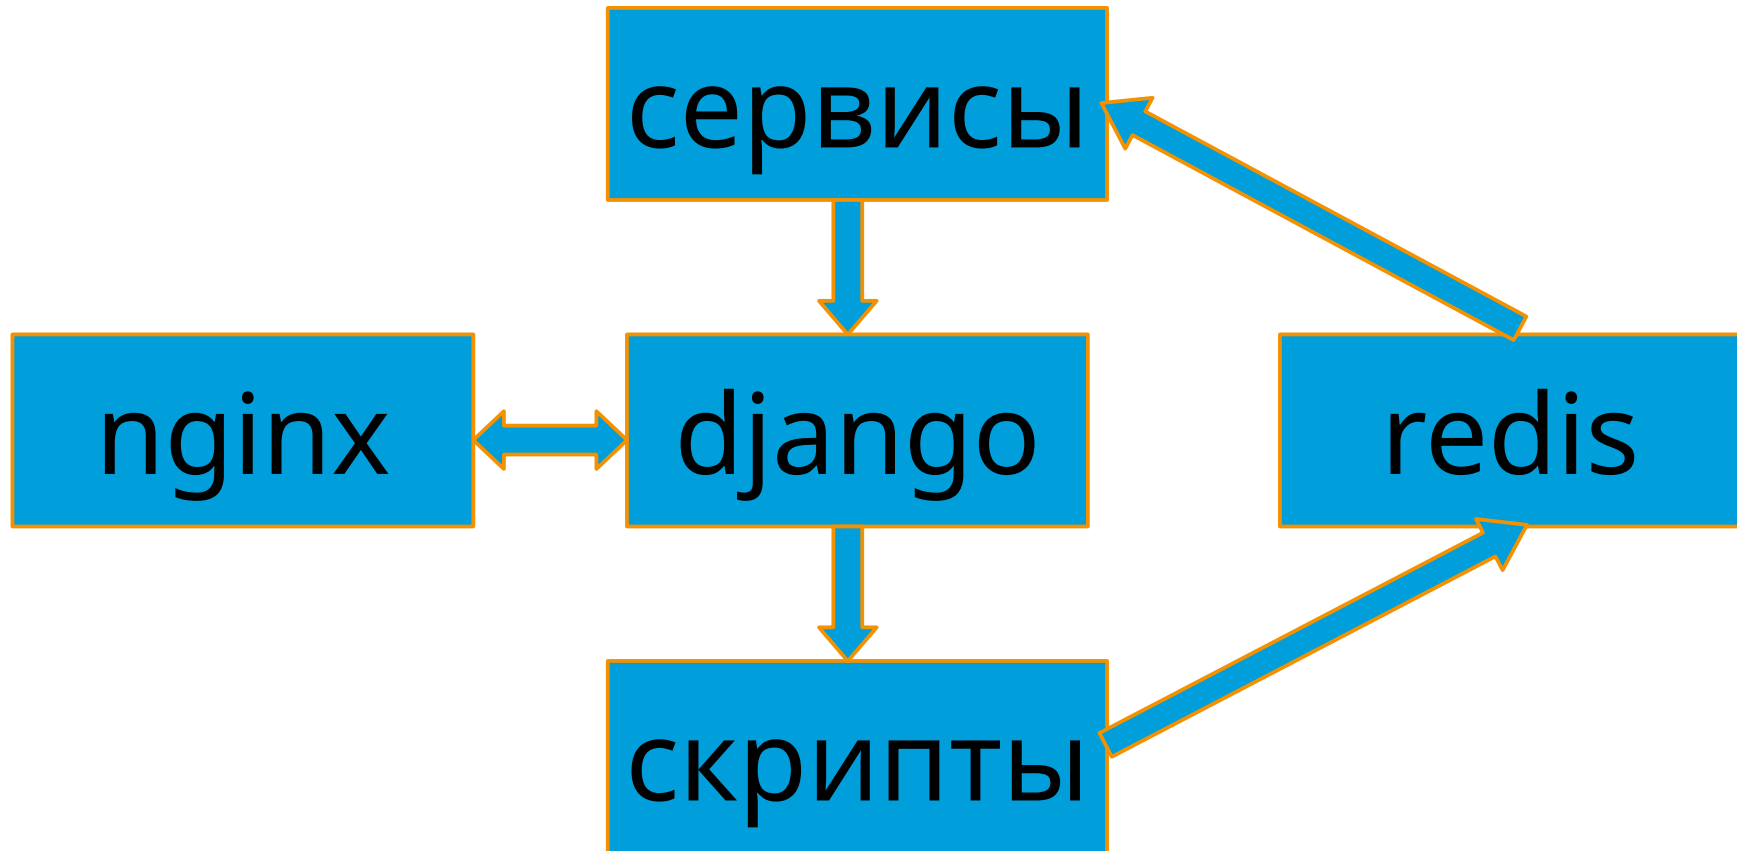 сервисы
nginx
django
redis
скрипты